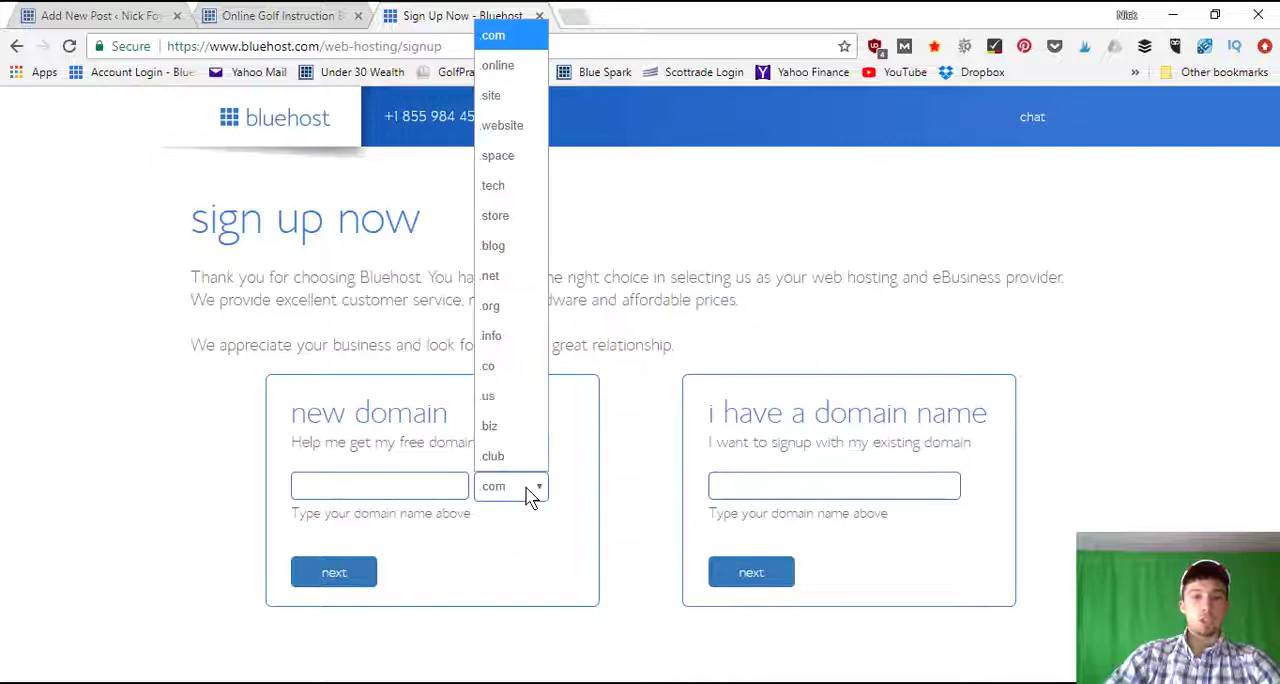 Add New Post ‹ Nick Fo
Online Golf Instruction B
Sign Up Now - Bluehost
Nick
Secure https://www.bluehost.com/web-hosting/signup
Apps Account Login - Blue Yahoo Mail Under 30 Wealth GolfPra Blue Spark Scottrade Login Yahoo Finance YouTube Dropbox » Other bookmarks
bluehost +1 855 984 45 chat
.com
.online
.site
.website
.space
.tech
.store
.blog
.net
.org
.info
.co
.us
.biz
.club
sign up now
Thank you for choosing Bluehost. You ha the right choice in selecting us as your web hosting and eBusiness provider.
We provide excellent customer service, dware and affordable prices.
We appreciate your business and look fo great relationship.
new domain
Help me get my free domain
.com
Type your domain name above
next
i have a domain name
I want to signup with my existing domain
Type your domain name above
next